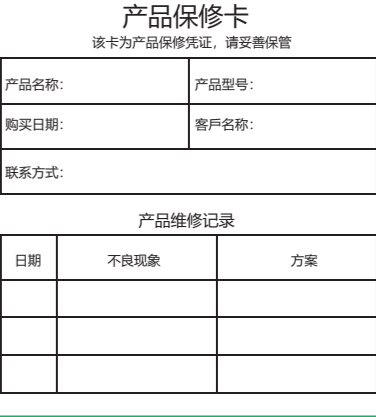 产品保修卡
该卡为产品保修凭证，请妥善保管
产品名称： 产品型号：
购买日期： 客戶名称：
联系方式：
产品维修记录
日期 不良现象 方案